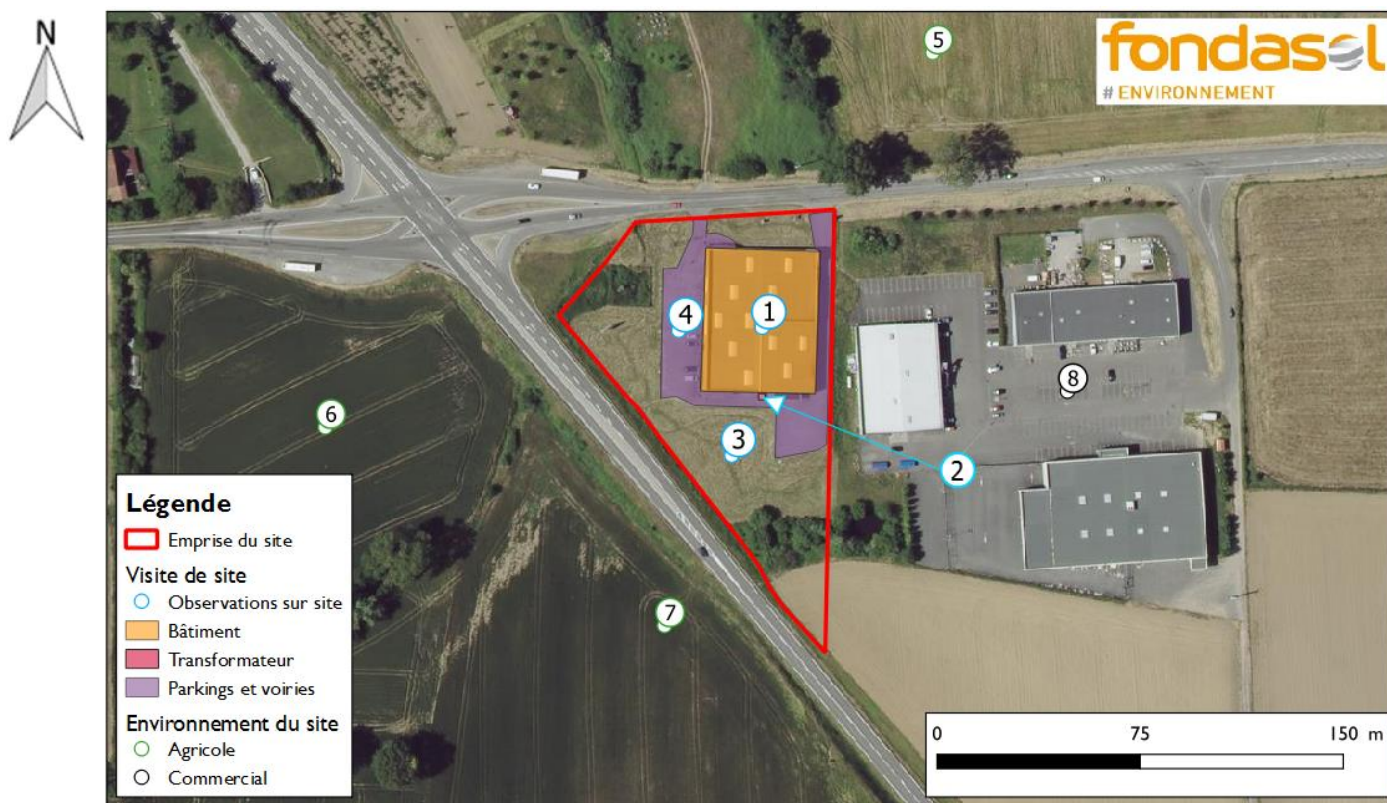 N
fondasol
# ENVIRONNEMENT
5
1
4
8
6
3
2
7
Légende
Emprise du site
Visite de site
Observations sur site
Bâtiment
Transformateur
Parkings et voiries
Environnement du site
Agricole
Commercial
0 75 150 m